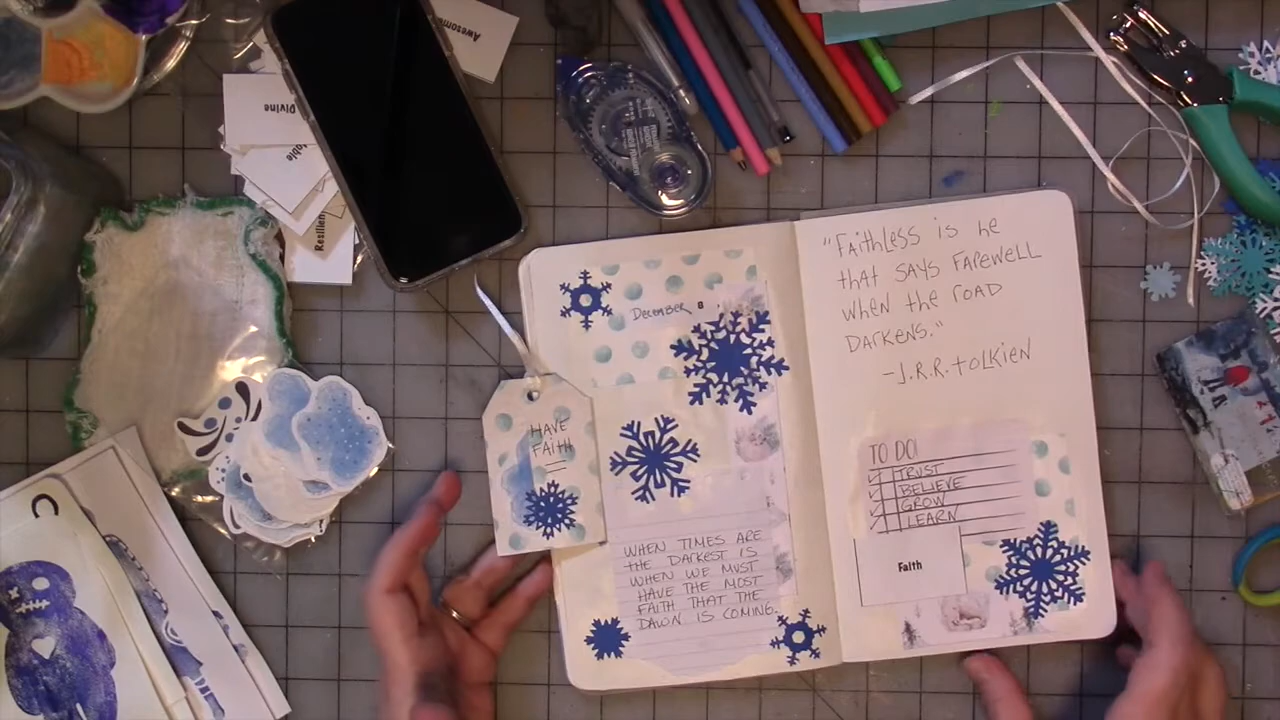 Awesome
Divine
December 8
HAVE
FAITH
WHEN TIMES ARE
THE DARKEST IS
WHEN WE MUST
HAVE THE MOST
FAITH THAT THE
DAWN IS COMING.
"FAithLess is he
that SAYS FAREWELL
WHEN the ROAD
DARKENS."
-J.R.R. TOLKIEN
TO DO!
TRUST
BELIEVE
GROW
LEARN
Faith